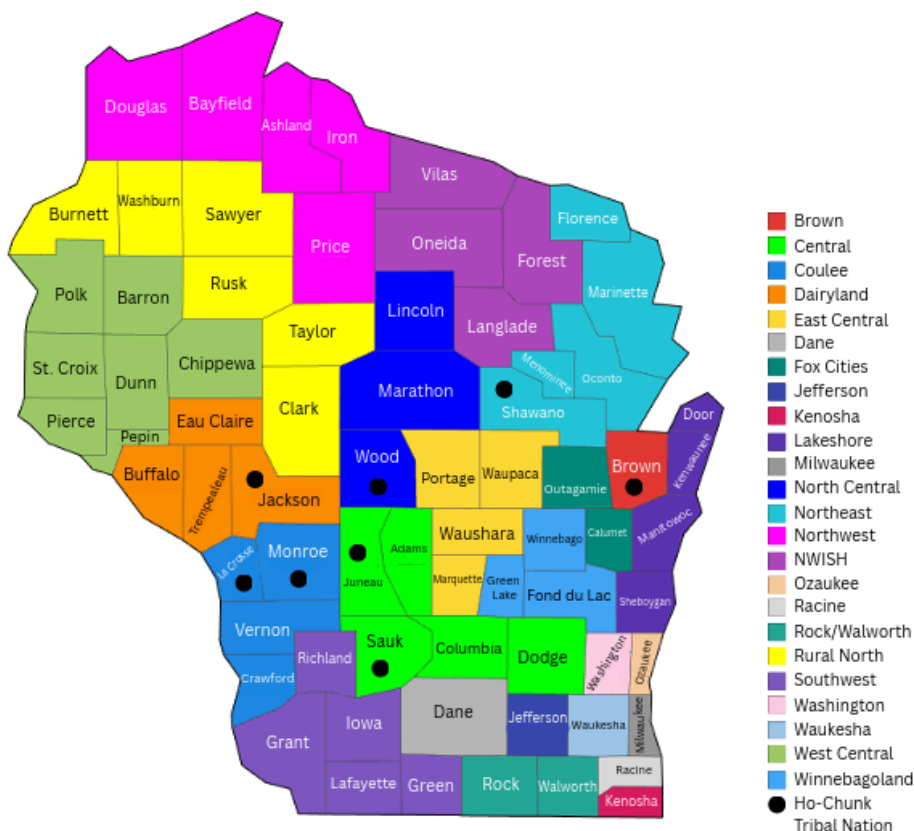 Douglas
Bayfield
Ashland
Iron
Vilas
Burnett
Washburn
Sawyer
Florence
Price
Oneida
Forest
Polk
Barron
Rusk
Marinette
Lincoln
Taylor
Langlade
St. Croix
Dunn
Chippewa
Menominee
Oconto
Marathon
Clark
Shawano
Pierce
Eau Claire
Pepin
Door
Buffalo
Trempealeau
Jackson
Wood
Portage
Waupaca
Outagamie
Brown
Kenwaunee
Waushara
Winnebago
Calumet
Manitowoc
La Crosse
Monroe
Juneau
Adams
Marquette
Green
Lake
Fond du Lac
Sheboygan
Vernon
Richland
Sauk
Columbia
Dodge
Washington
Ozaukee
Crawford
Grant
Iowa
Dane
Jefferson
Waukesha
Milwaukee
Lafayette
Green
Rock
Walworth
Racine
Kenosha
Brown
Central
Coulee
Dairyland
East Central
Dane
Fox Cities
Jefferson
Kenosha
Lakeshore
Milwaukee
North Central
Northeast
Northwest
NWISH
Ozaukee
Racine
Rock/Walworth
Rural North
Southwest
Washington
Waukesha
West Central
Winnebagoland
Ho-Chunk
Tribal Nation